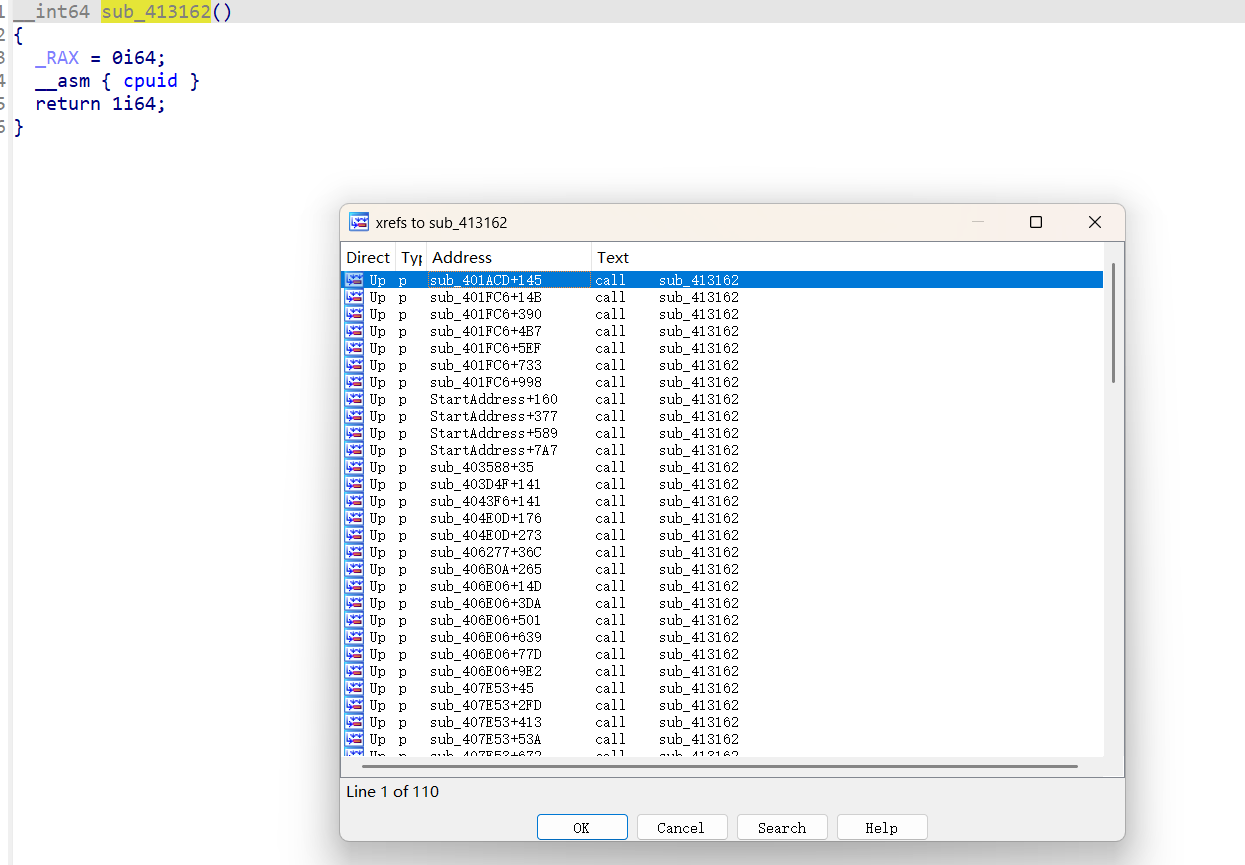 1 __int64 sub_413162()
2 {
3 _RAX = 0i64;
4 __asm { cpuid }
5 return 1i64;
6 }
xrefs to sub_413162
Direct Typ Address Text
Up p sub_401ACD+145 call sub_413162
Up p sub_401FC6+14B call sub_413162
Up p sub_401FC6+390 call sub_413162
Up p sub_401FC6+4B7 call sub_413162
Up p sub_401FC6+5EF call sub_413162
Up p sub_401FC6+733 call sub_413162
Up p sub_401FC6+998 call sub_413162
Up p StartAddress+160 call sub_413162
Up p StartAddress+377 call sub_413162
Up p StartAddress+589 call sub_413162
Up p StartAddress+7A7 call sub_413162
Up p sub_403588+35 call sub_413162
Up p sub_403D4F+141 call sub_413162
Up p sub_4043F6+141 call sub_413162
Up p sub_404E0D+176 call sub_413162
Up p sub_404E0D+273 call sub_413162
Up p sub_406277+36C call sub_413162
Up p sub_406B0A+265 call sub_413162
Up p sub_406E06+14D call sub_413162
Up p sub_406E06+3DA call sub_413162
Up p sub_406E06+501 call sub_413162
Up p sub_406E06+639 call sub_413162
Up p sub_406E06+77D call sub_413162
Up p sub_406E06+9E2 call sub_413162
Up p sub_407E53+45 call sub_413162
Up p sub_407E53+2FD call sub_413162
Up p sub_407E53+413 call sub_413162
Up p sub_407E53+53A call sub_413162
Up p sub_407E53+672 call sub_413162
Line 1 of 110
OK Cancel Search Help